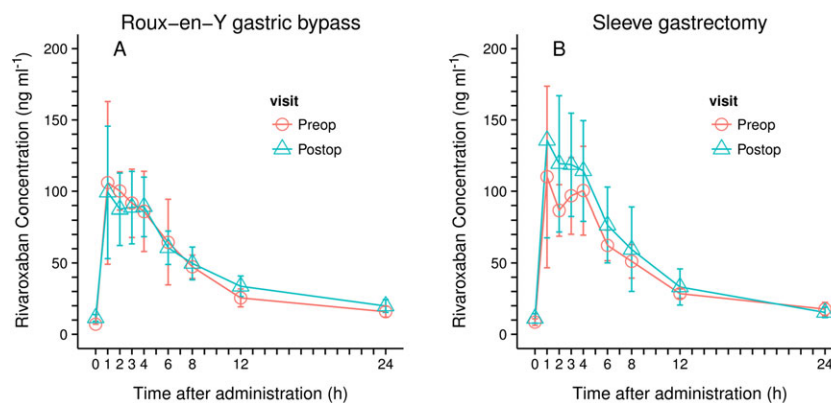 Roux−en−Y gastric bypass
A
visit
Preop
Postop
Rivaroxaban Concentration (ng ml⁻¹)
200
150
100
50
0
0 1 2 3 4 6 8 12 24
Time after administration (h)
Sleeve gastrectomy
B
visit
Preop
Postop
Rivaroxaban Concentration (ng ml⁻¹)
200
150
100
50
0
0 1 2 3 4 6 8 12 24
Time after administration (h)